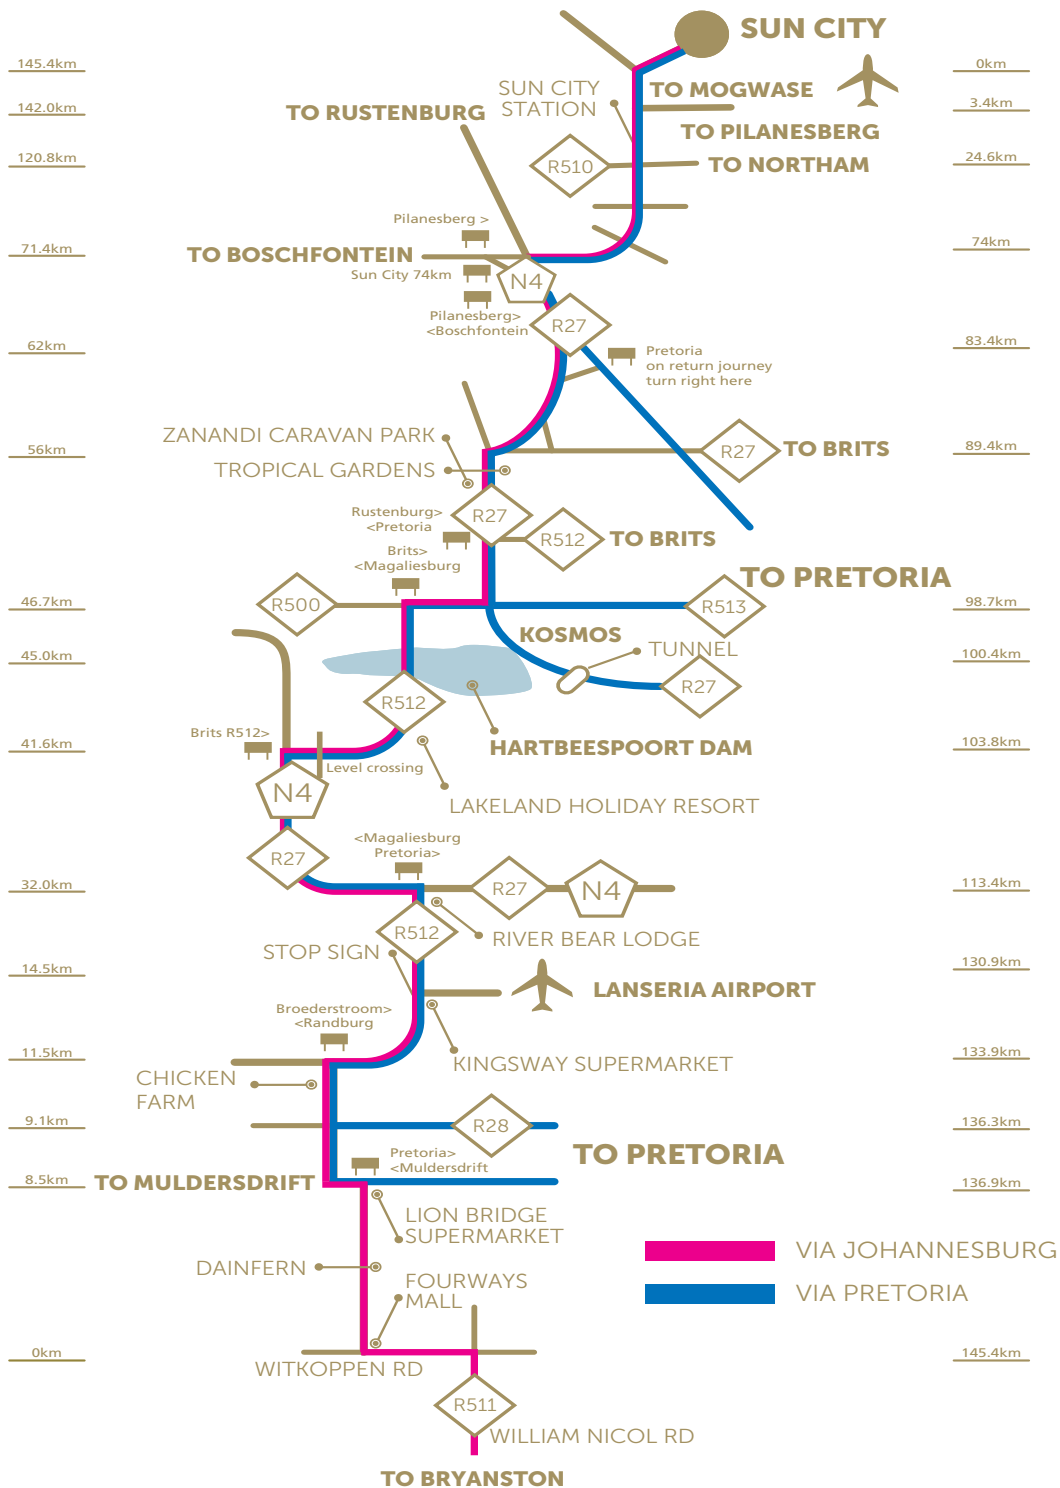 SUN CITY
145.4km
0km
SUN CITY
STATION
TO MOGWASE
142.0km
TO RUSTENBURG
3.4km
TO PILANESBERG
120.8km
R510
TO NORTHAM
24.6km
Pilanesberg >
71.4km
TO BOSCHFONTEIN
74km
Sun City 74km
N4
Pilanesberg>
<Boschfontein
R27
62km
83.4km
Pretoria
on return journey
turn right here
ZANANDI CARAVAN PARK
56km
R27
TO BRITS
89.4km
TROPICAL GARDENS
Rustenburg>
<Pretoria
R27
R512
TO BRITS
Brits>
<Magaliesburg
TO PRETORIA
46.7km
R500
R513
98.7km
KOSMOS
TUNNEL
45.0km
100.4km
R512
R27
Brits R512>
41.6km
HARTBEESPOORT DAM
103.8km
Level crossing
N4
LAKELAND HOLIDAY RESORT
<Magaliesburg
Pretoria>
R27
32.0km
R27
N4
113.4km
R512
RIVER BEAR LODGE
STOP SIGN
14.5km
130.9km
LANSERIA AIRPORT
Broederstroom>
<Randburg
11.5km
133.9km
KINGSWAY SUPERMARKET
CHICKEN
FARM
9.1km
R28
136.3km
Pretoria>
<Muldersdrift
TO PRETORIA
8.5km
TO MULDERSDRIFT
136.9km
LION BRIDGE
SUPERMARKET
VIA JOHANNESBURG
DAINFERN
FOURWAYS
MALL
VIA PRETORIA
0km
145.4km
WITKOPPEN RD
R511
WILLIAM NICOL RD
TO BRYANSTON